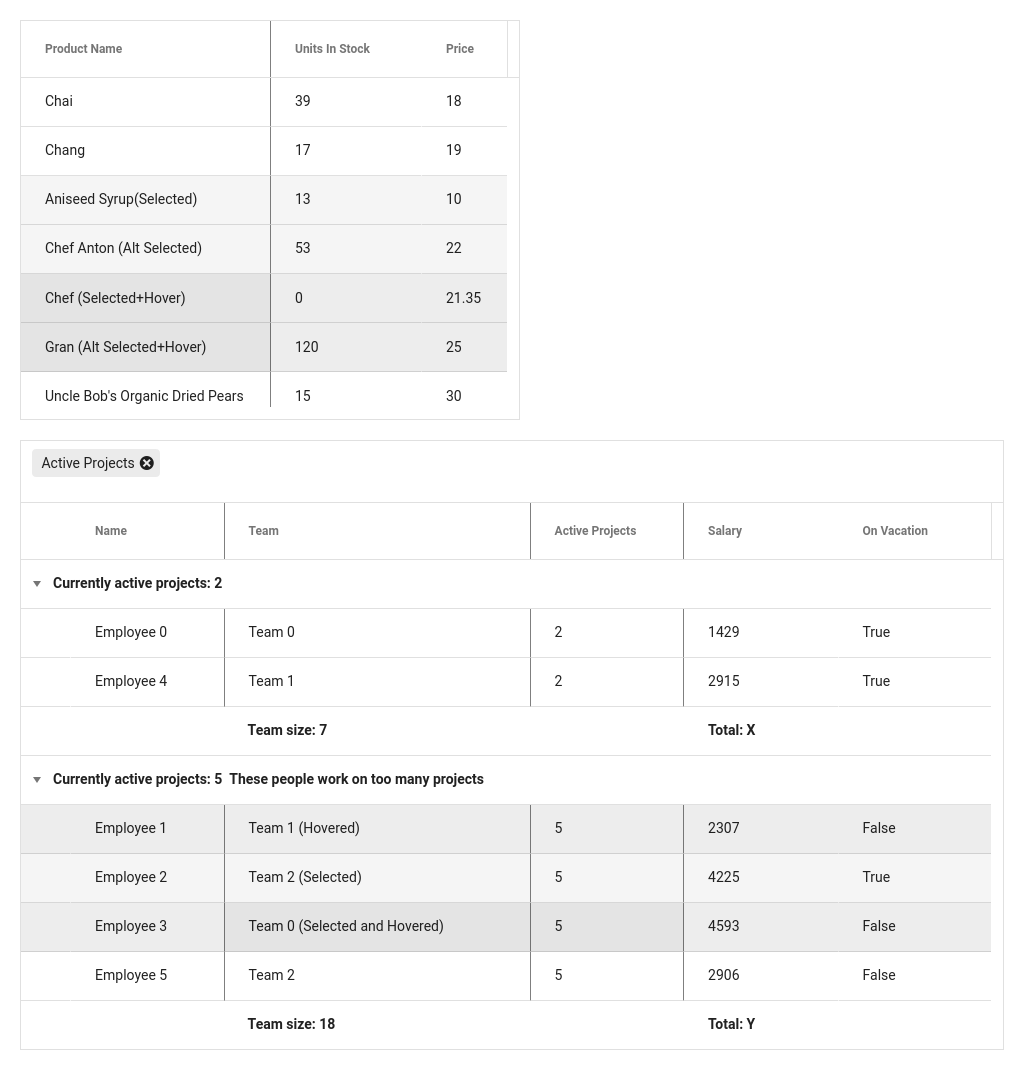 Product Name Units In Stock Price
Chai 39 18
Chang 17 19
Aniseed Syrup(Selected) 13 10
Chef Anton (Alt Selected) 53 22
Chef (Selected+Hover) 0 21.35
Gran (Alt Selected+Hover) 120 25
Uncle Bob's Organic Dried Pears 15 30
Active Projects
Name Team Active Projects Salary On Vacation
Currently active projects: 2
Employee 0 Team 0 2 1429 True
Employee 4 Team 1 2 2915 True
Team size: 7 Total: X
Currently active projects: 5 These people work on too many projects
Employee 1 Team 1 (Hovered) 5 2307 False
Employee 2 Team 2 (Selected) 5 4225 True
Employee 3 Team 0 (Selected and Hovered) 5 4593 False
Employee 5 Team 2 5 2906 False
Team size: 18 Total: Y